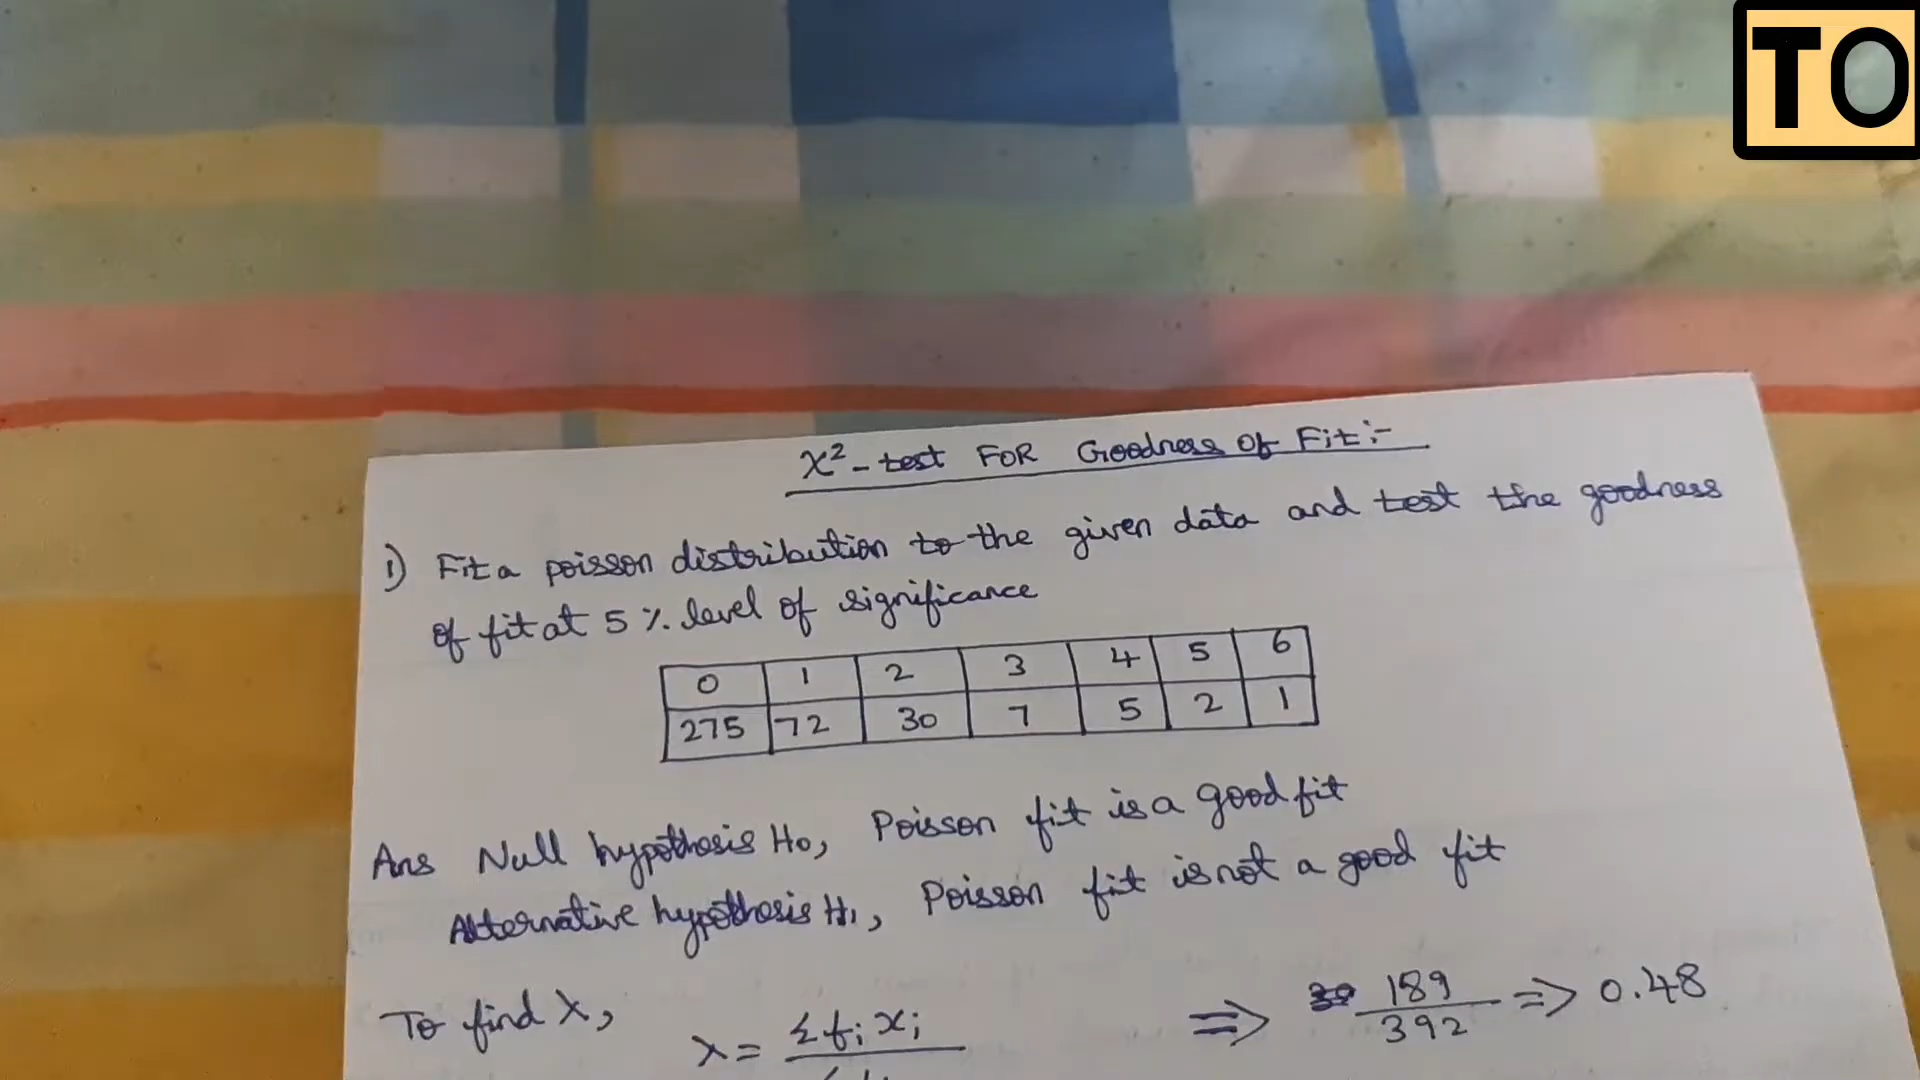 TO
χ² - test FOR Goodness of Fit :-
1) Fit a poisson distribution to the given data and test the goodness
of fit at 5 % level of significance
0 1 2 3 4 5 6
275 72 30 7 5 2 1
Ans Null hypothesis H₀, Poisson fit is a good fit
Alternative hypothesis H₁, Poisson fit is not a good fit
To find λ,
λ = Σ fᵢ xᵢ ⇒ 189/392 ⇒ 0.48